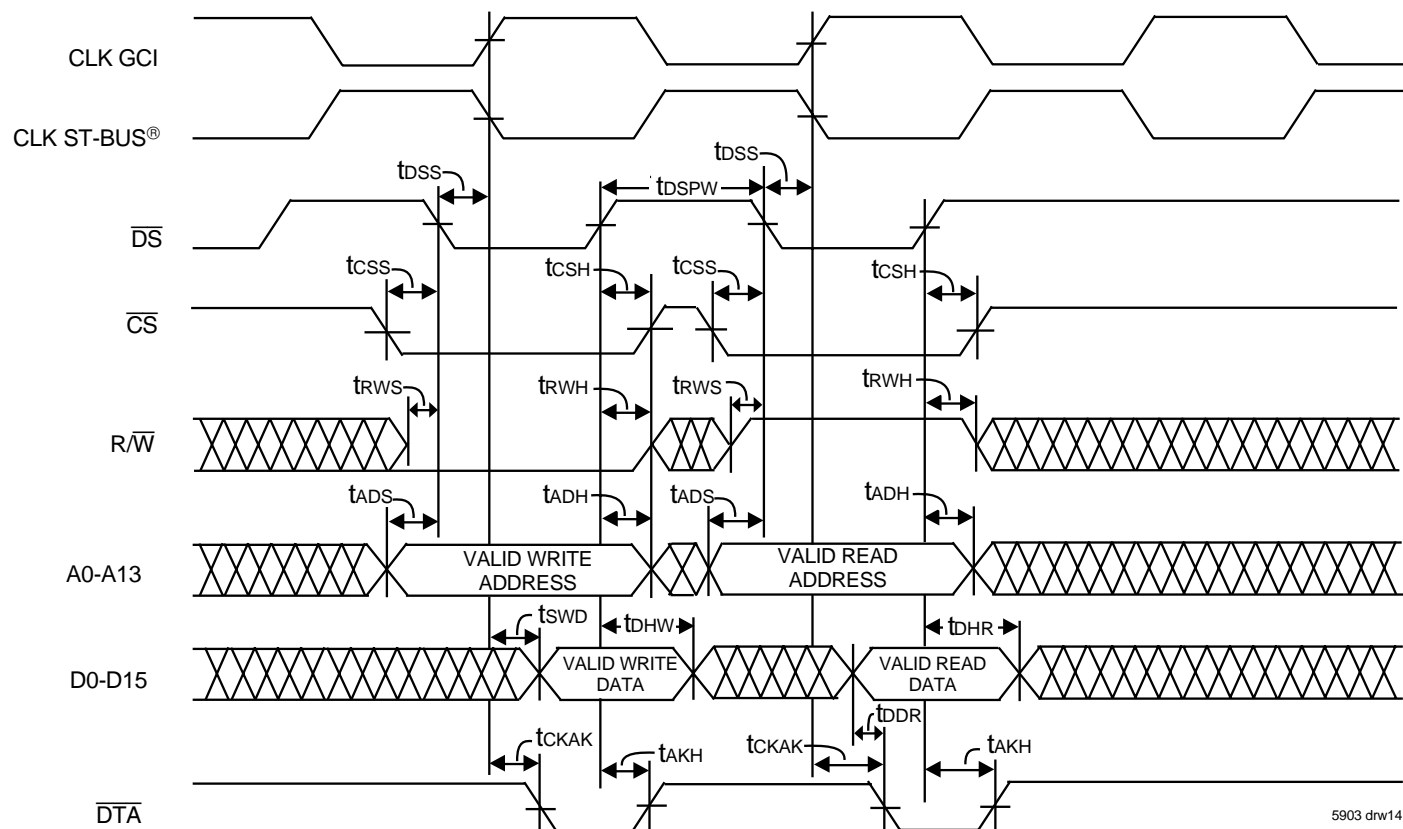 CLK GCI
CLK ST-BUS®
tDSS
tDSS
tDSPW
DS
tCSS
tCSH
tCSS
tCSH
CS
tRWS
tRWH
tRWS
tRWH
R/W
tADS
tADH
tADS
tADH
A0-A13
VALID WRITE
ADDRESS
VALID READ
ADDRESS
tSWD
tDHW
tDHR
D0-D15
VALID WRITE
DATA
VALID READ
DATA
tDDR
tCKAK
tAKH
tCKAK
tAKH
DTA
5903 drw14